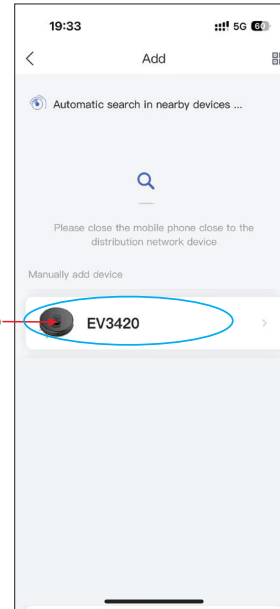 19:33
5G 60
Add
Automatic search in nearby devices ...
Please close the mobile phone close to the
distribution network device
Manually add device
EV3420